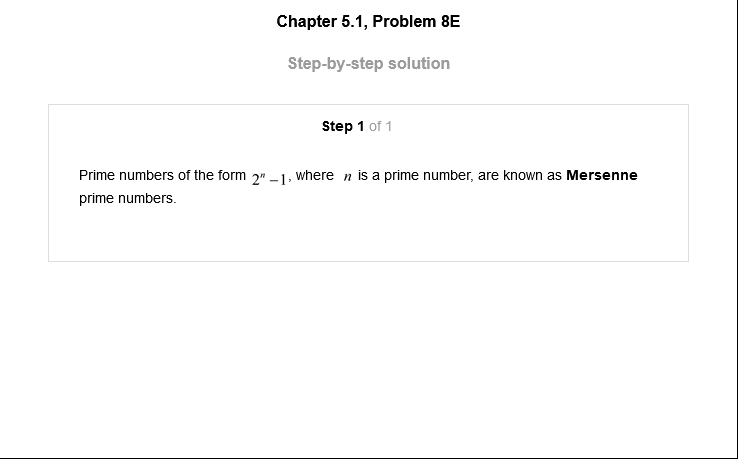 Chapter 5.1, Problem 8E
Step-by-step solution
Step 1 of 1
Prime numbers of the form 2ⁿ −1, where n is a prime number, are known as Mersenne
prime numbers.